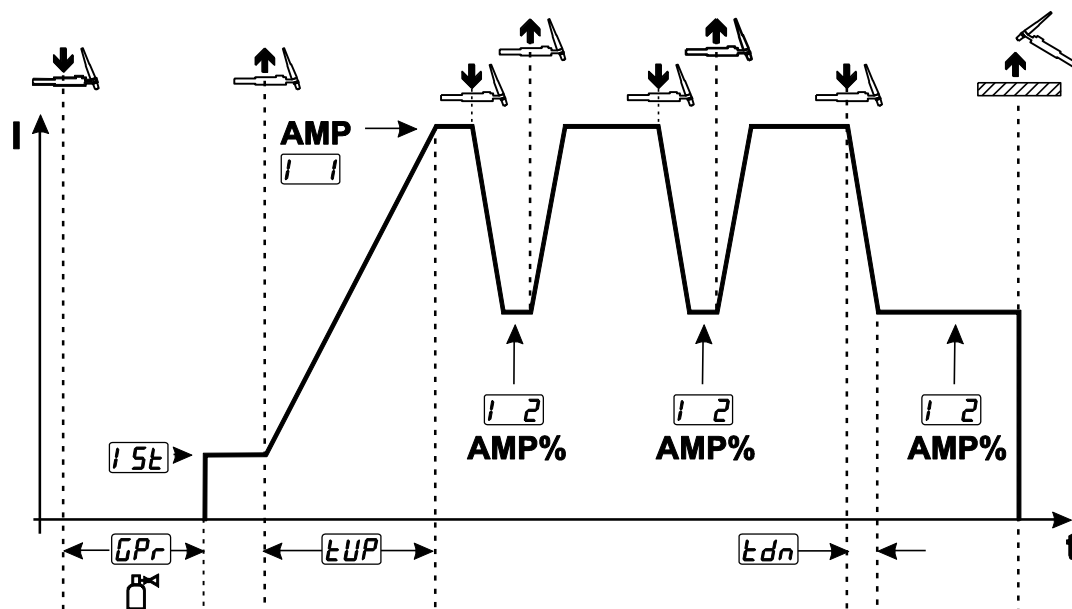 I
AMP
I 1
I 2
AMP%
I 2
AMP%
I 2
AMP%
I St
GPr
tUP
tdn
t